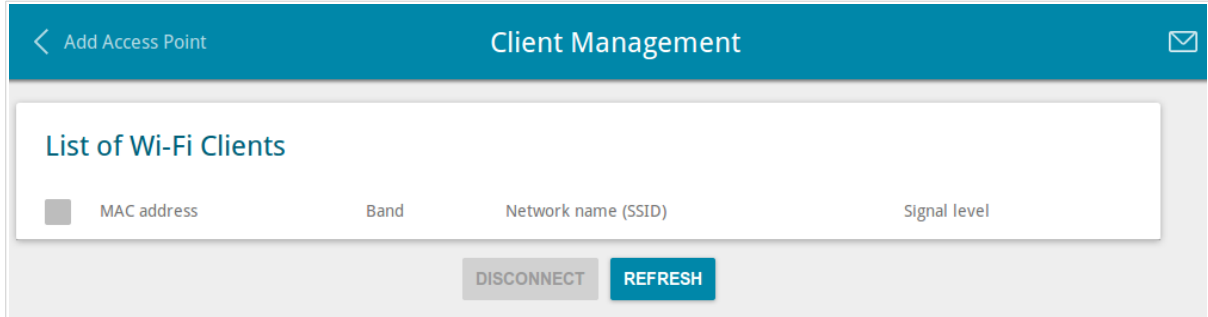 Add Access Point Client Management
List of Wi-Fi Clients
MAC address Band Network name (SSID) Signal level
DISCONNECT REFRESH